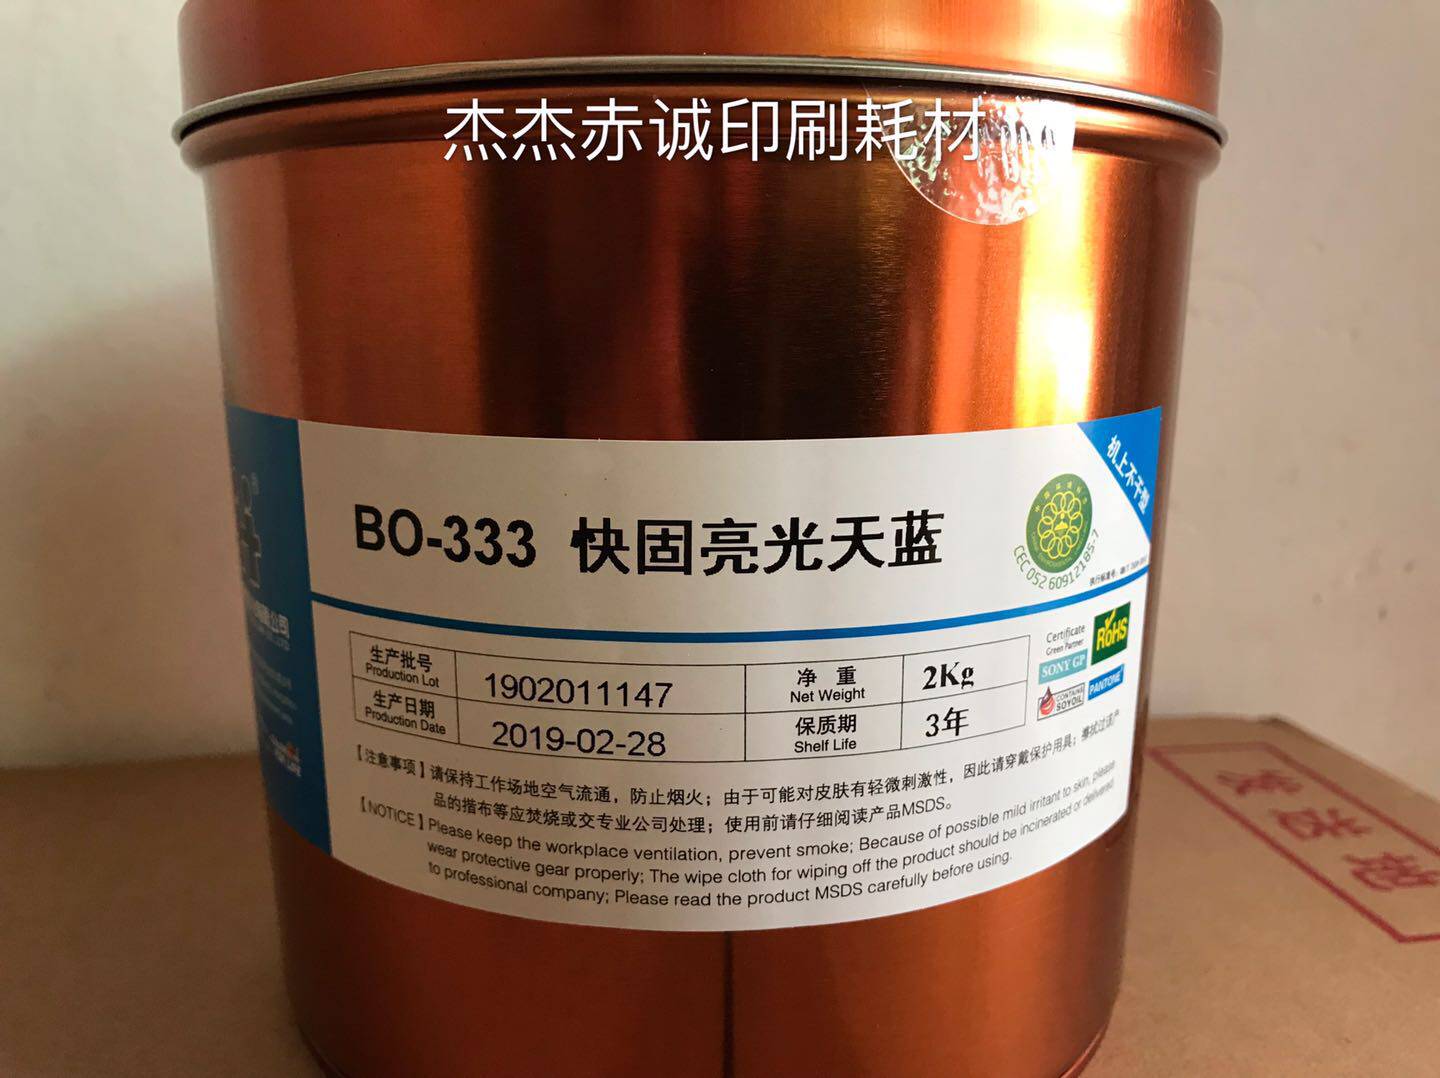 杰杰赤诚印刷耗材
机上不干型
BO-333 快固亮光天蓝
CEC 052 60912185-7
生产批号
Production Lot
1902011147
净 重
Net Weight
2Kg
生产日期
Production Date
2019-02-28
保质期
Shelf Life
3年
Certificate
Green Partner
SONY GP
RoHS
CONTAINS
SOYOIL
PANTONE
【注意事项】请保持工作场地空气流通，防止烟火；由于可能对皮肤有轻微刺激性，因此请穿戴保护用具；擦拭过该产
品的揩布等应焚烧或交专业公司处理；使用前请仔细阅读产品MSDS。
【NOTICE】Please keep the workplace ventilation, prevent smoke; Because of possible mild irritant to skin, please
wear protective gear properly; The wipe cloth for wiping off the product should be incinerated or delivered
to professional company; Please read the product MSDS carefully before using.